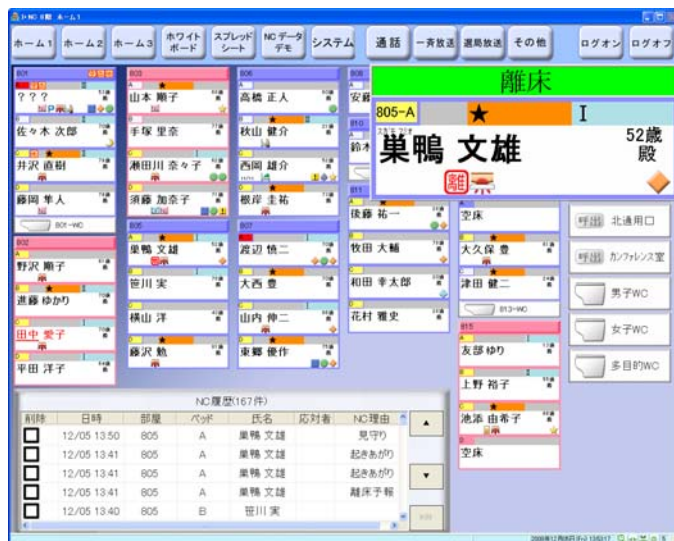 ホーム1 ホーム2 ホーム3 ホワイトボード スプレッドシート NCデータデモ システム 通話 一斉放送 選局放送 その他 ログオン ログオフ
離床
805-A ★ I
巣鴨 文雄 52歳
殿
離
801
???
佐々木 次郎
井沢 直樹
藤岡 隼人
801-WC
802
野沢 順子
進藤 ゆかり
田中 愛子
平田 洋子
803
山本 順子
手塚 里奈
瀬田川 奈々子
須藤 加奈子
805
巣鴨 文雄
笹川 実
横山 洋
藤沢 勉
806
高橋 正人
秋山 健介
西岡 雄介
根岸 圭祐
807
渡辺 慎二
大西 豊
山内 伸二
東郷 優作
808
810
811
後藤 祐一
牧田 大輔
和田 幸太郎
花村 雅史
空床
大久保 豊
津田 健二
813-WC
815
友部 ゆり
上野 裕子
池添 由希子
空床
呼出 北通用口
呼出 カンファレンス室
男子WC
女子WC
多目的WC
NC履歴(167件)
削除 日時 部屋 ベッド 氏名 応対者 NC理由
12/05 13:50 805 A 巣鴨 文雄 見守り
12/05 13:41 805 A 巣鴨 文雄 起きあがり
12/05 13:41 805 A 巣鴨 文雄 起きあがり
12/05 13:41 805 A 巣鴨 文雄 離床予報
12/05 13:40 805 B 笹川 実